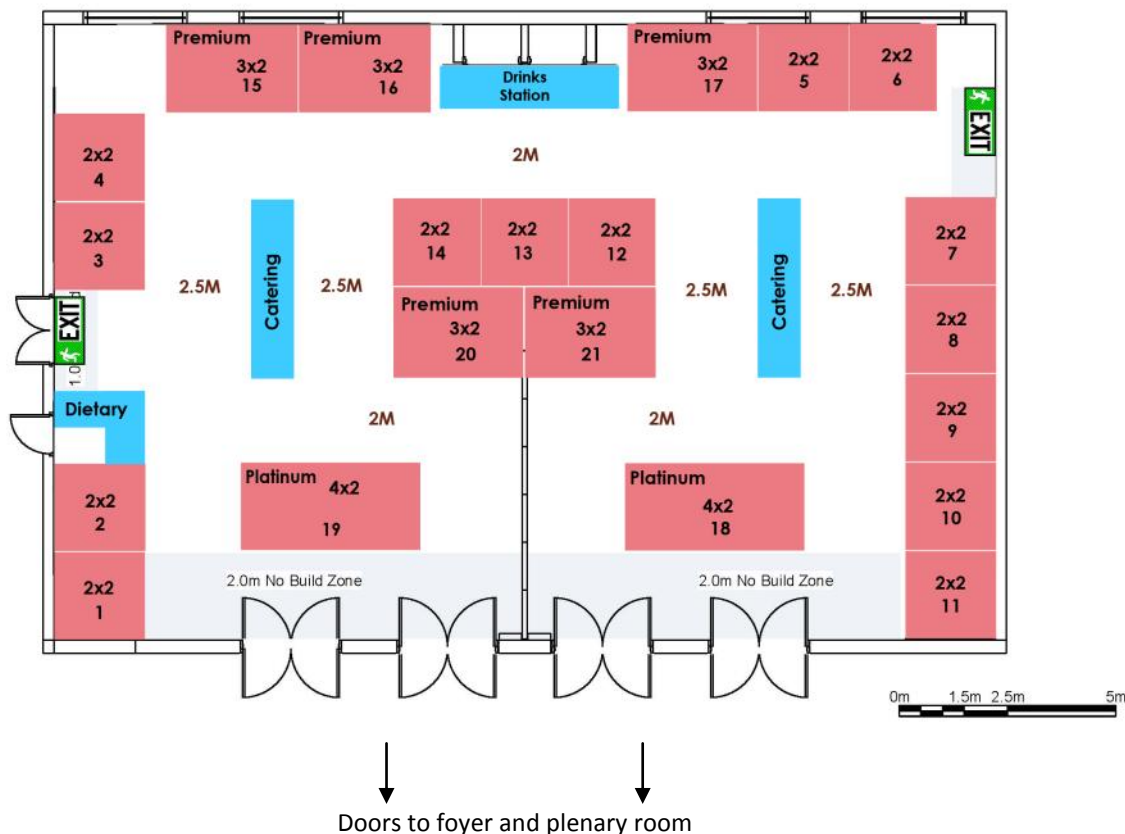 Premium
3x2
15
Premium
3x2
16
Drinks
Station
Premium
3x2
17
2x2
5
2x2
6
EXIT
2x2
4
2M
2x2
3
Catering
2.5M
2.5M
2x2
14
2x2
13
2x2
12
Premium
3x2
20
Premium
3x2
21
2.5M
Catering
2.5M
2x2
7
2x2
8
EXIT
1.0
Dietary
2M
2M
2x2
9
2x2
2
Platinum
4x2
19
Platinum
4x2
18
2x2
10
2x2
1
2.0m No Build Zone
2.0m No Build Zone
2x2
11
0m 1.5m 2.5m 5m
Doors to foyer and plenary room